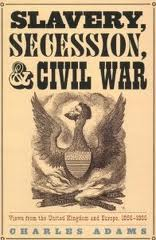 SLAVERY,
SECESSION,
& CIVIL WAR
Views from the United Kingdom and Europe, 1856-1865
CHARLES ADAMS